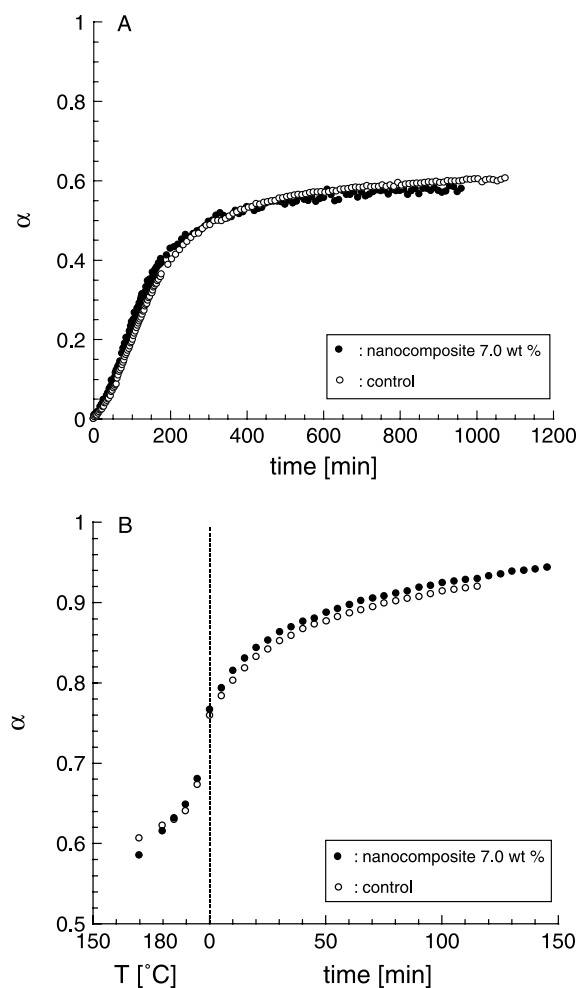 A
1
0.8
0.6
0.4
0.2
0
α
● : nanocomposite 7.0 wt %
○ : control
0 200 400 600 800 1000 1200
time [min]
B
1
0.9
0.8
0.7
0.6
0.5
α
● : nanocomposite 7.0 wt %
○ : control
150 180 0 50 100 150
T [˚C] time [min]